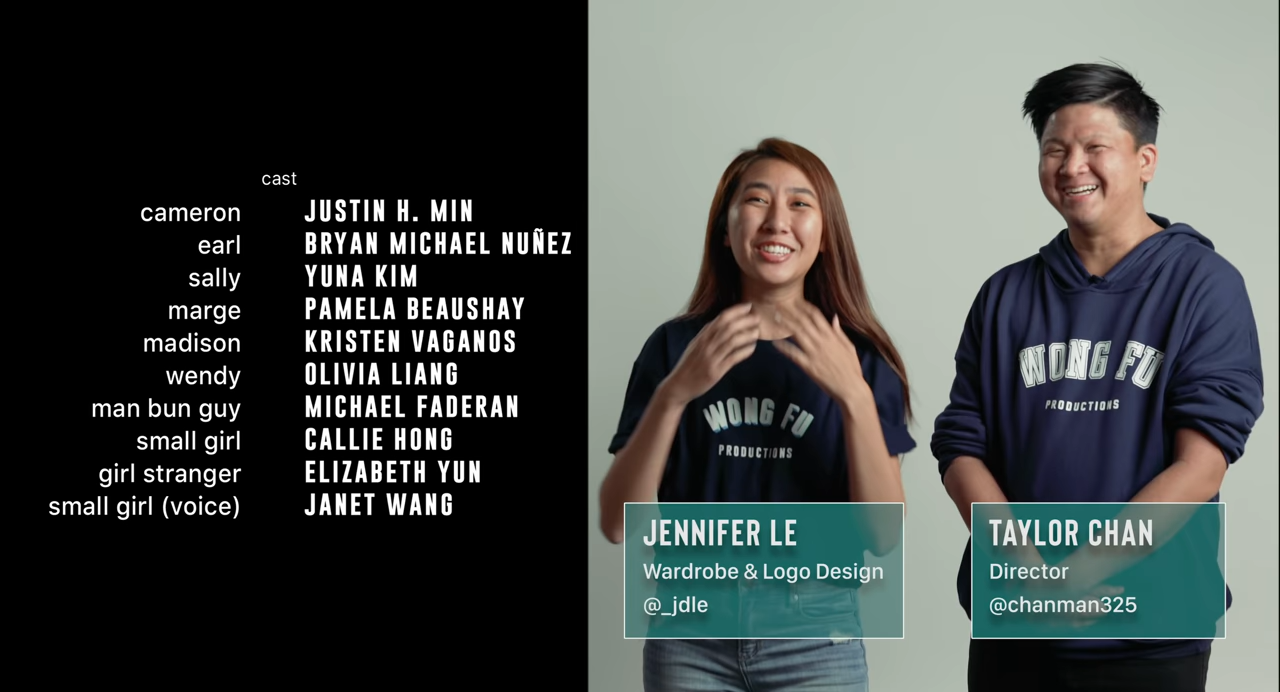 cast
cameron JUSTIN H. MIN
earl BRYAN MICHAEL NUÑEZ
sally YUNA KIM
marge PAMELA BEAUSHAY
madison KRISTEN VAGANOS
wendy OLIVIA LIANG
man bun guy MICHAEL FADERAN
small girl CALLIE HONG
girl stranger ELIZABETH YUN
small girl (voice) JANET WANG
WONG FU
PRODUCTIONS
WONG FU
PRODUCTIONS
JENNIFER LE
Wardrobe & Logo Design
@_jdle
TAYLOR CHAN
Director
@chanman325